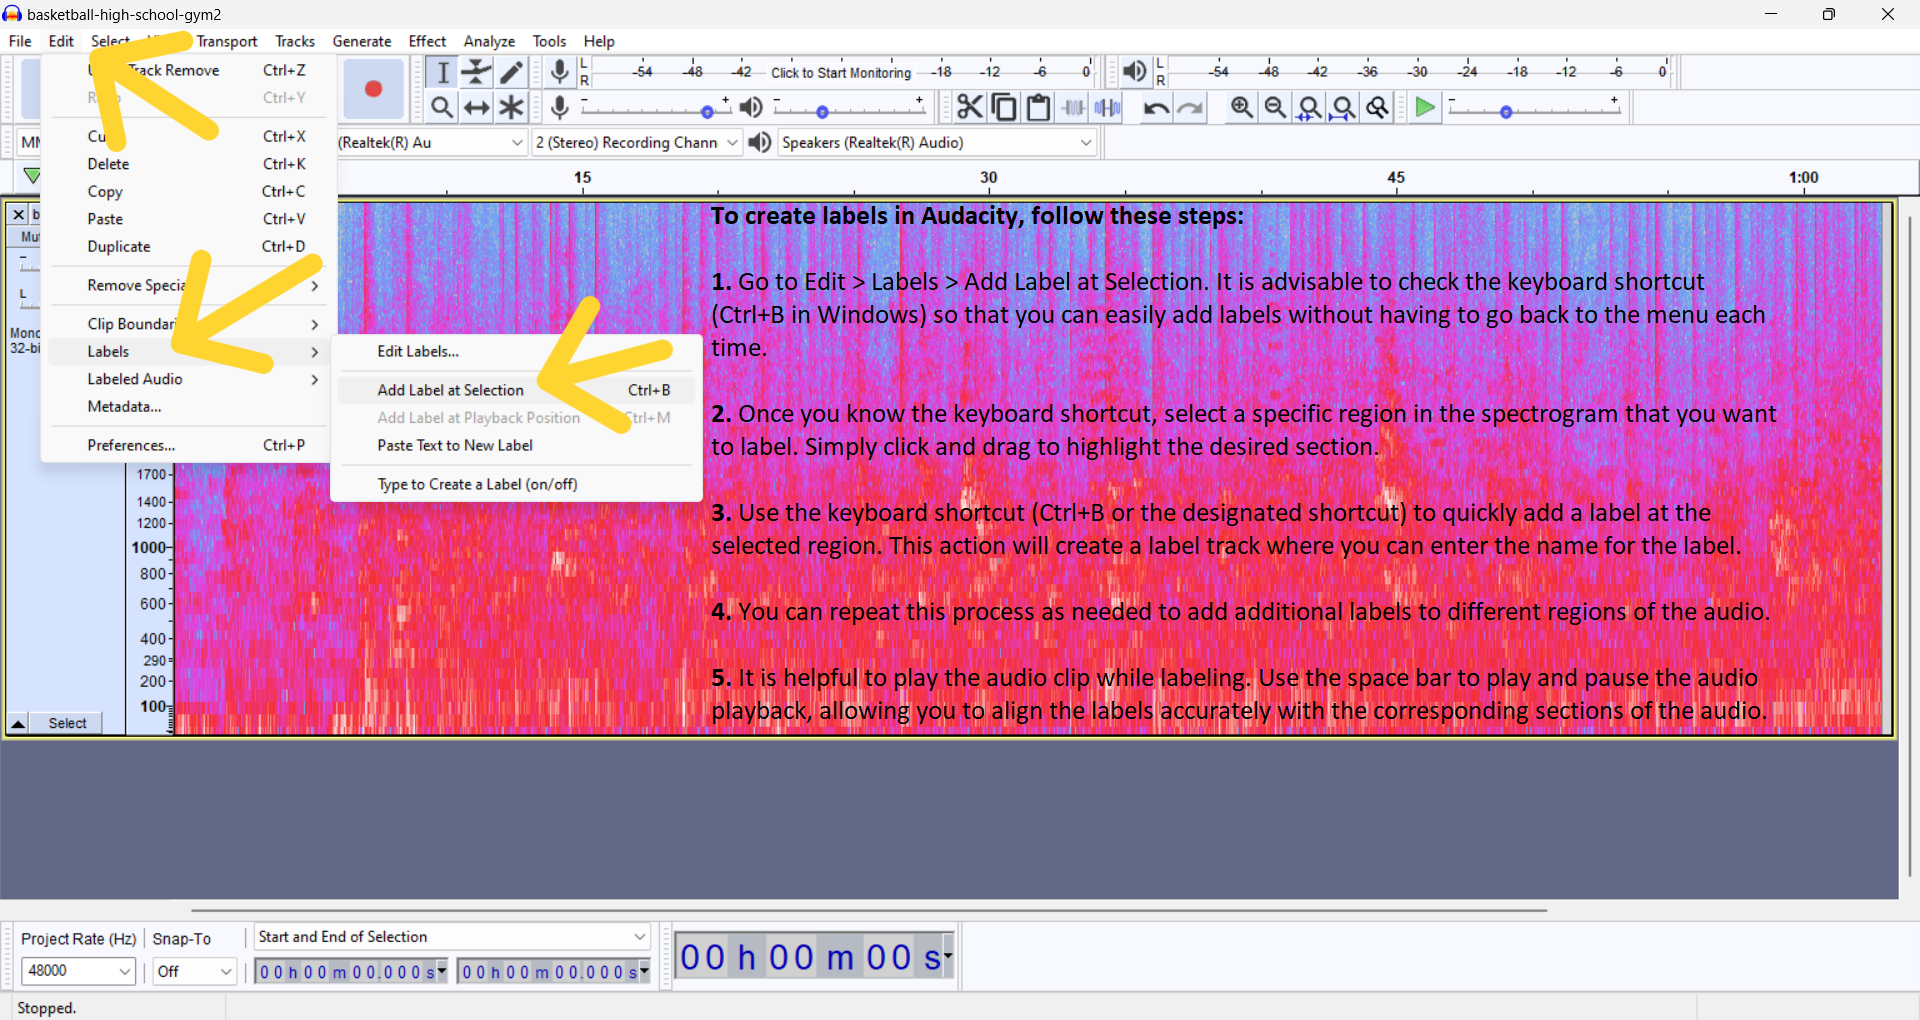 basketball-high-school-gym2
File Edit Select Transport Tracks Generate Effect Analyze Tools Help
Track Remove Ctrl+Z
Ctrl+Y
Ctrl+X
Delete Ctrl+K
Copy Ctrl+C
Paste Ctrl+V
Duplicate Ctrl+D
Remove Specia
Clip Boundari
Labels
Labeled Audio
Metadata...
Preferences... Ctrl+P
Edit Labels...
Add Label at Selection Ctrl+B
Add Label at Playback Position Ctrl+M
Paste Text to New Label
Type to Create a Label (on/off)
L R -54 -48 -42 Click to Start Monitoring -18 -12 -6 0
L R -54 -48 -42 -36 -30 -24 -18 -12 -6 0
- + - + - +
(Realtek(R) Au 2 (Stereo) Recording Chann Speakers (Realtek(R) Audio)
15 30 45 1:00
Mut
L
Mono
32-bi
1700
1400
1200
1000
800
600
400
290
200
100
Select
To create labels in Audacity, follow these steps:
1. Go to Edit > Labels > Add Label at Selection. It is advisable to check the keyboard shortcut
(Ctrl+B in Windows) so that you can easily add labels without having to go back to the menu each
time.
2. Once you know the keyboard shortcut, select a specific region in the spectrogram that you want
to label. Simply click and drag to highlight the desired section.
3. Use the keyboard shortcut (Ctrl+B or the designated shortcut) to quickly add a label at the
selected region. This action will create a label track where you can enter the name for the label.
4. You can repeat this process as needed to add additional labels to different regions of the audio.
5. It is helpful to play the audio clip while labeling. Use the space bar to play and pause the audio
playback, allowing you to align the labels accurately with the corresponding sections of the audio.
Project Rate (Hz) Snap-To Start and End of Selection
48000 Off 00 h 00 m 00.000 s 00 h 00 m 00.000 s
00 h 00 m 00 s
Stopped.